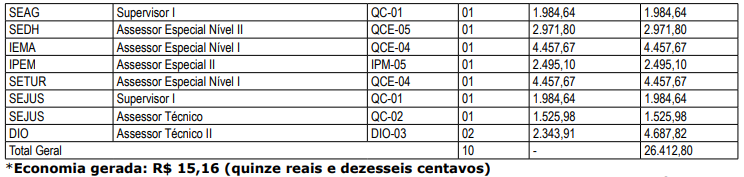 SEAG Supervisor I QC-01 01 1.984,64 1.984,64
SEDH Assessor Especial Nível II QCE-05 01 2.971,80 2.971,80
IEMA Assessor Especial Nível I QCE-04 01 4.457,67 4.457,67
IPEM Assessor Especial II IPM-05 01 2.495,10 2.495,10
SETUR Assessor Especial Nível I QCE-04 01 4.457,67 4.457,67
SEJUS Supervisor I QC-01 01 1.984,64 1.984,64
SEJUS Assessor Técnico QC-02 01 1.525,98 1.525,98
DIO Assessor Técnico II DIO-03 02 2.343,91 4.687,82
Total Geral 10 - 26.412,80
*Economia gerada: R$ 15,16 (quinze reais e dezesseis centavos)